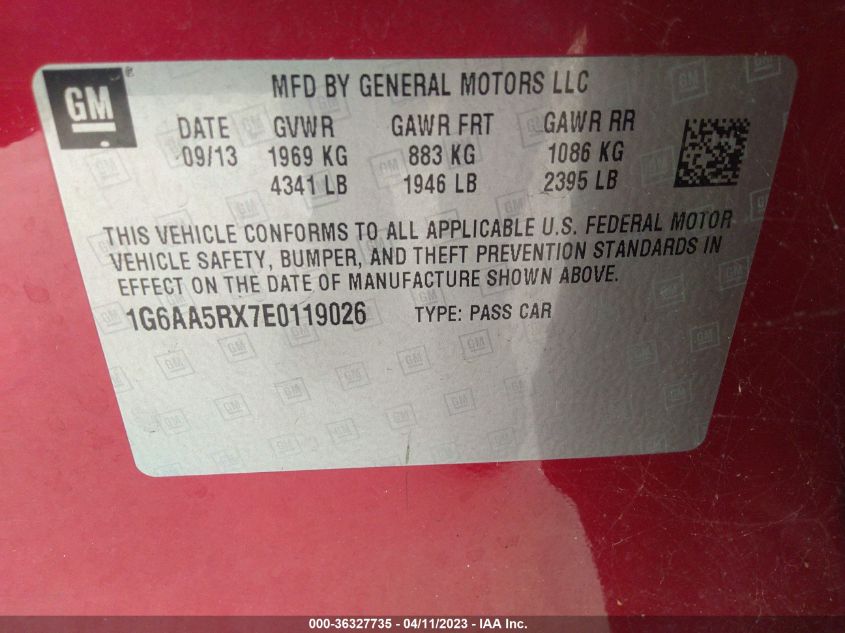 GM ®
MFD BY GENERAL MOTORS LLC
DATE GVWR GAWR FRT GAWR RR
09/13 1969 KG 883 KG 1086 KG
4341 LB 1946 LB 2395 LB
THIS VEHICLE CONFORMS TO ALL APPLICABLE U.S. FEDERAL MOTOR
VEHICLE SAFETY, BUMPER, AND THEFT PREVENTION STANDARDS IN
EFFECT ON THE DATE OF MANUFACTURE SHOWN ABOVE.
1G6AA5RX7E0119026 TYPE: PASS CAR
000-36327735 - 04/11/2023 - IAA Inc.